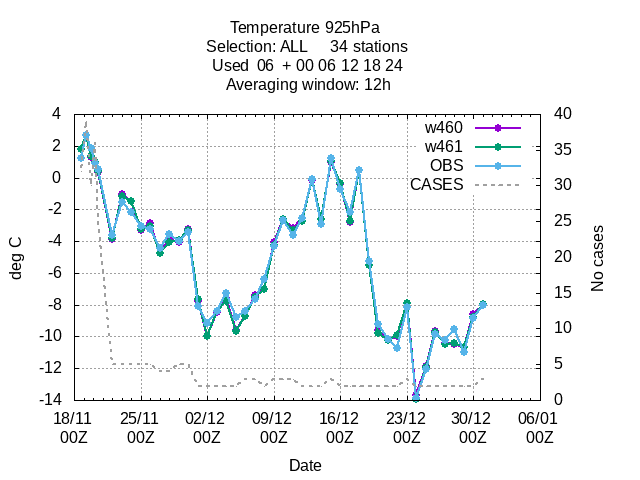 Temperature 925hPa
Selection: ALL 34 stations
Used 06 + 00 06 12 18 24
Averaging window: 12h
w460
w461
OBS
CASES
4
2
0
-2
-4
-6
-8
-10
-12
-14
deg C
40
35
30
25
20
15
10
5
0
No cases
18/11 25/11 02/12 09/12 16/12 23/12 30/12 06/01
00Z 00Z 00Z 00Z 00Z 00Z 00Z 00Z
Date